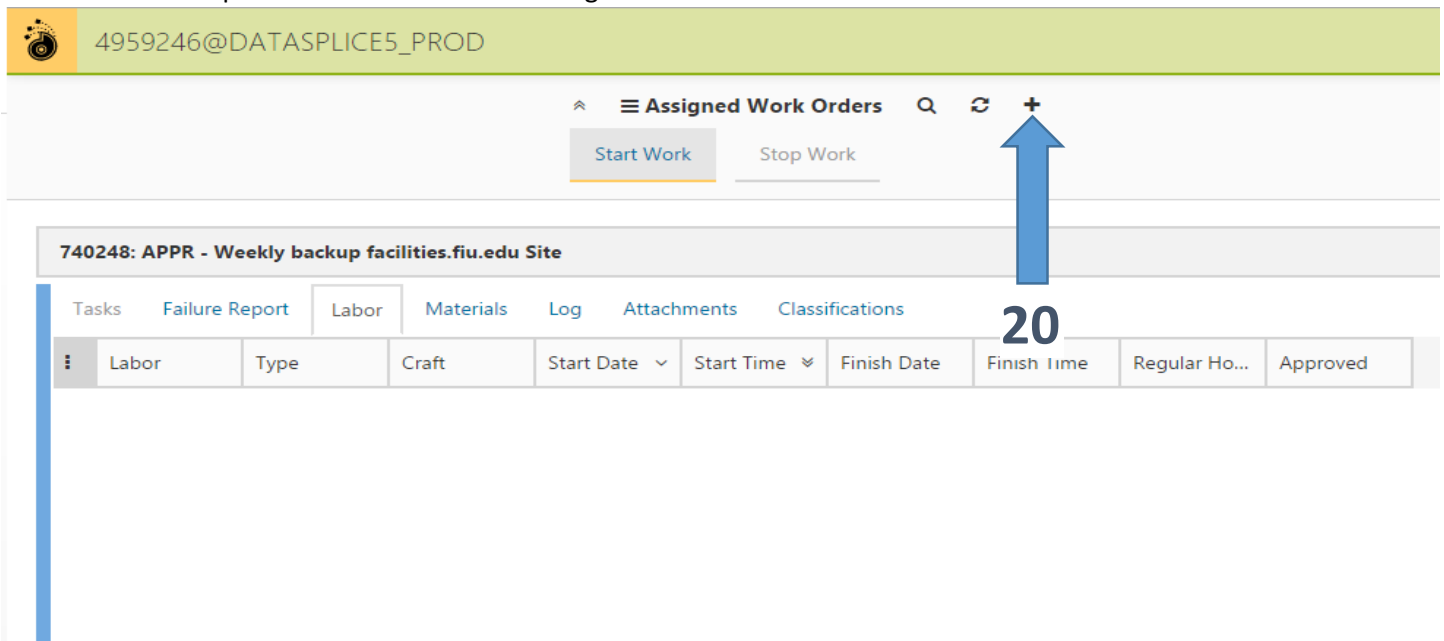 4959246@DATASPLICE5_PROD
Assigned Work Orders
Start Work Stop Work
740248: APPR - Weekly backup facilities.fiu.edu Site
Tasks Failure Report Labor Materials Log Attachments Classifications
20
Labor Type Craft Start Date Start Time Finish Date Finish Time Regular Ho... Approved